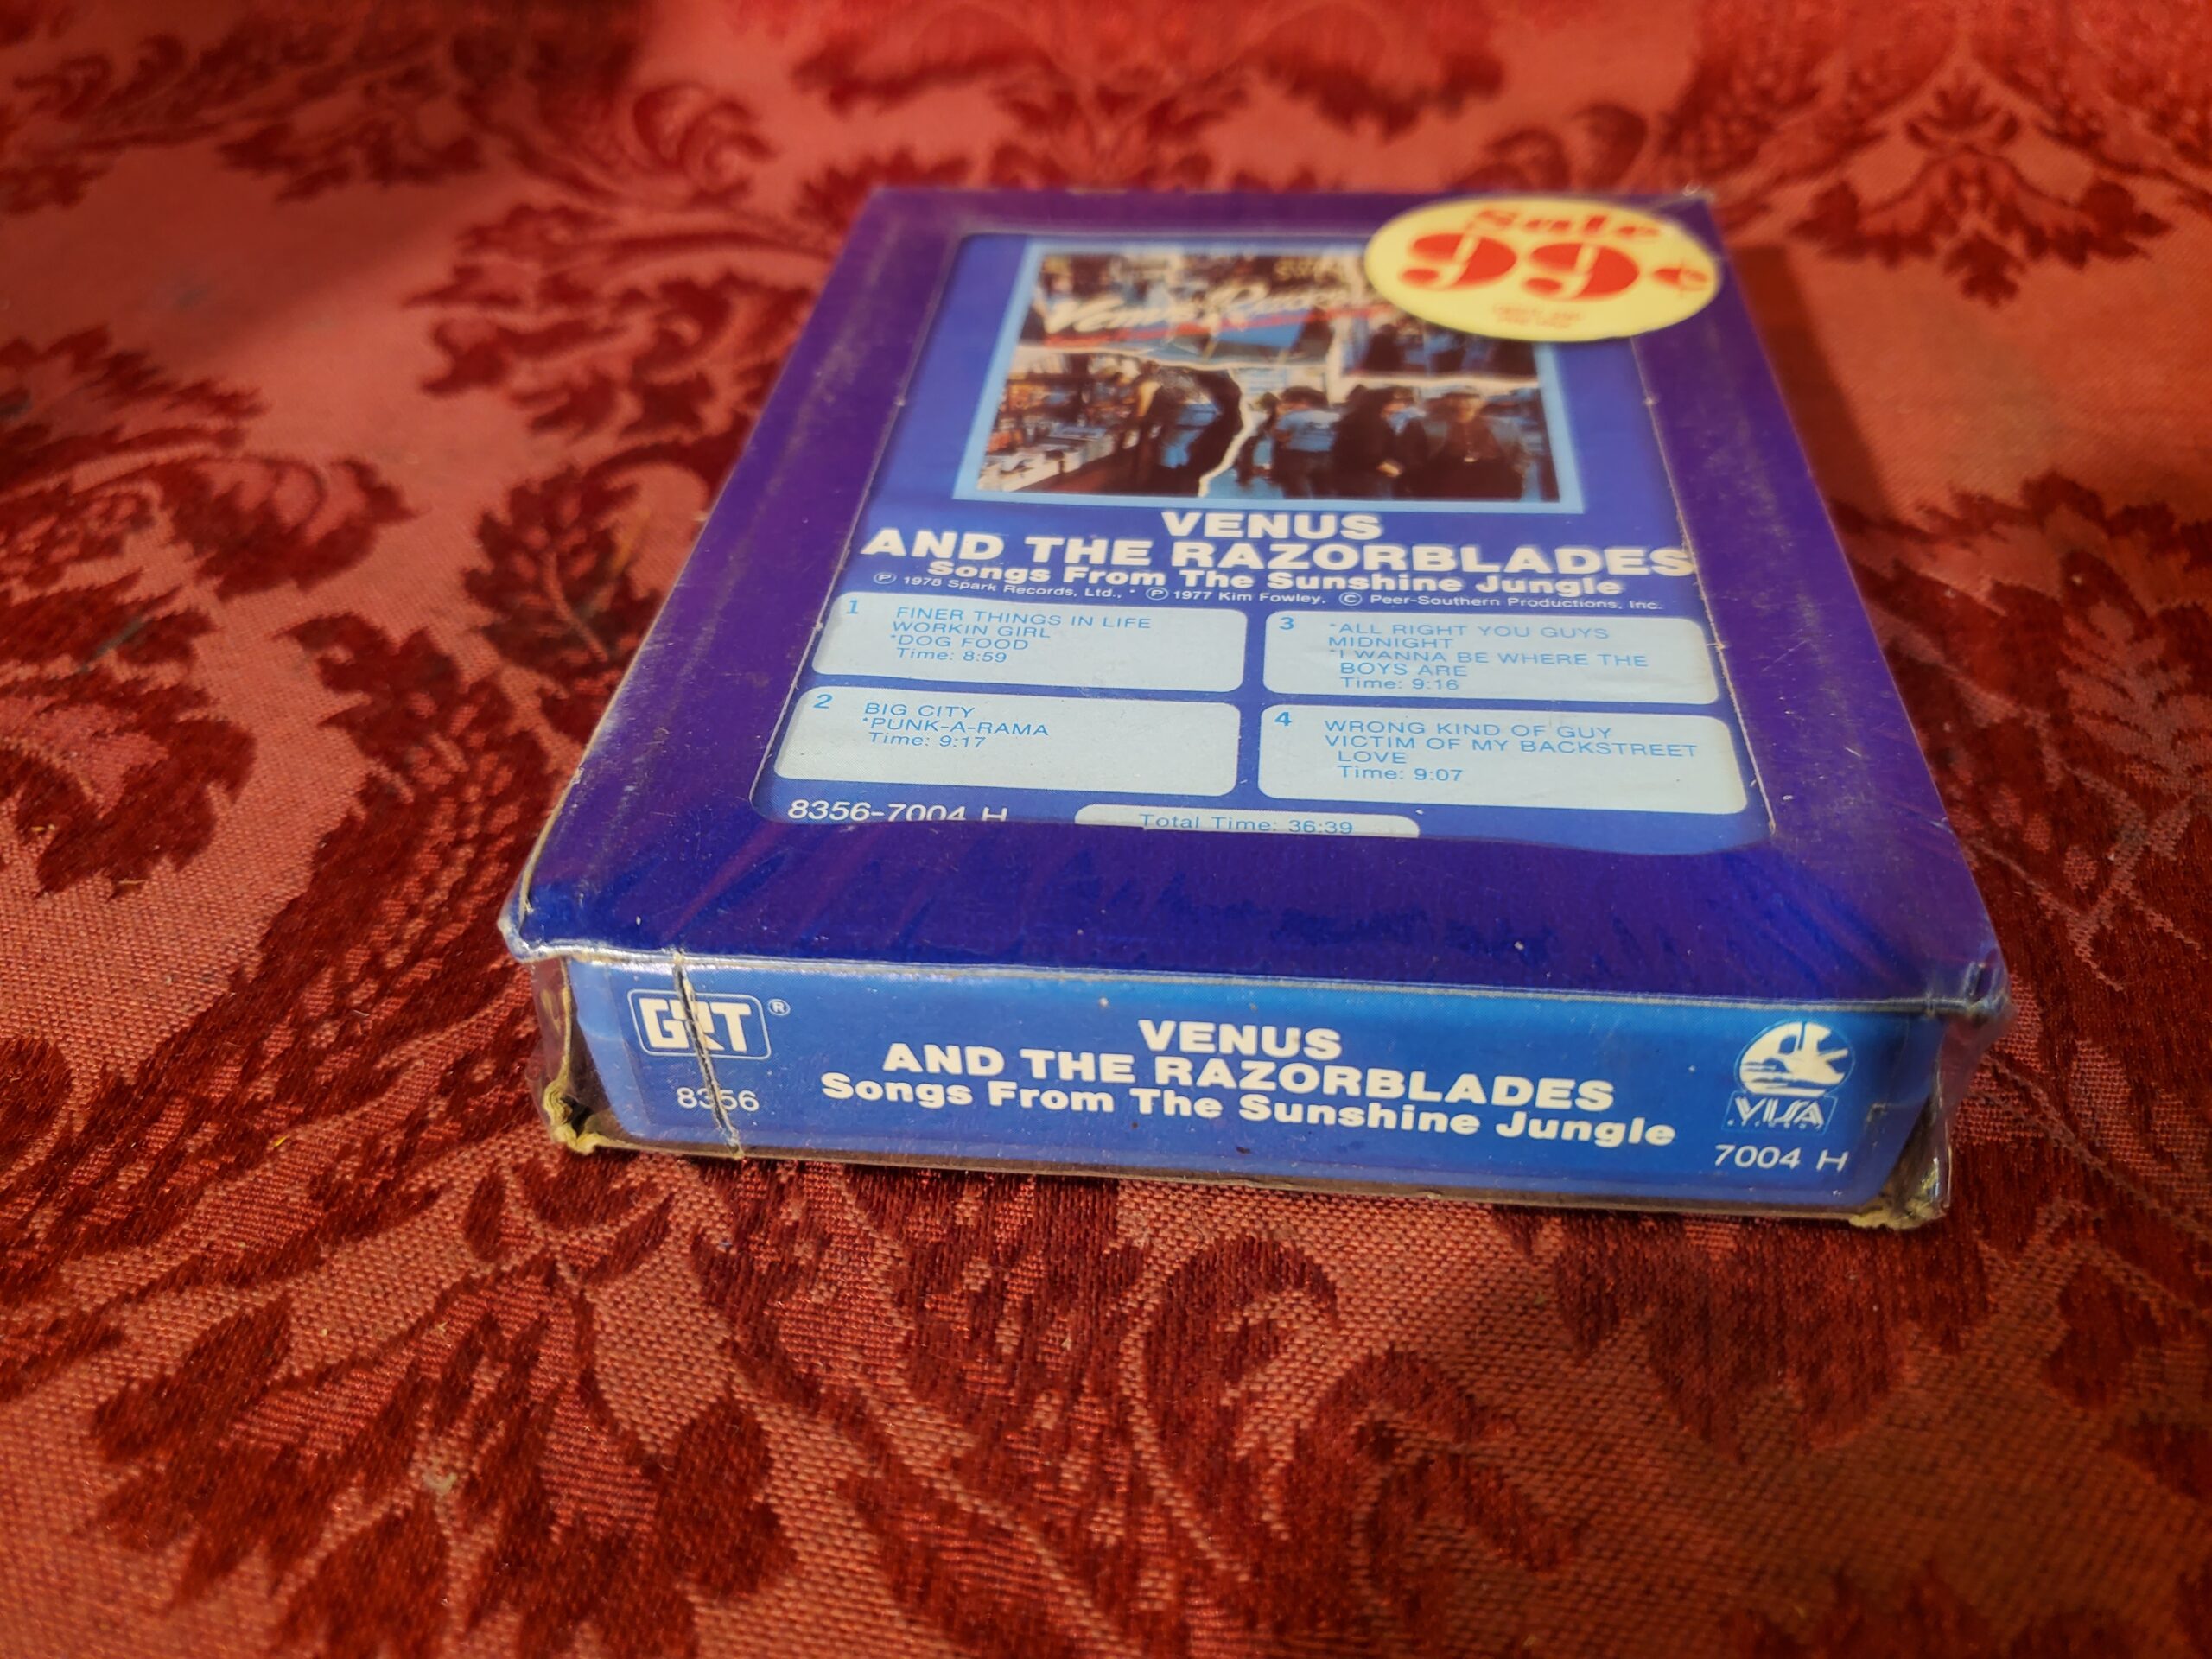 Sale
99¢
Venus
VENUS
AND THE RAZORBLADES
Songs From The Sunshine Jungle
Ⓟ 1978 Spark Records, Ltd., * Ⓟ 1977 Kim Fowley, © Peer-Southern Productions, Inc.
1 FINER THINGS IN LIFE
WORKIN GIRL
*DOG FOOD
Time: 8:59
2 BIG CITY
*PUNK-A-RAMA
Time: 9:17
3 *ALL RIGHT YOU GUYS
MIDNIGHT
*I WANNA BE WHERE THE
BOYS ARE
Time: 9:16
4 WRONG KIND OF GUY
VICTIM OF MY BACKSTREET
LOVE
Time: 9:07
8356-7004 H
Total Time: 36:39
GRT®
8356
VENUS
AND THE RAZORBLADES
Songs From The Sunshine Jungle
VISA
7004 H